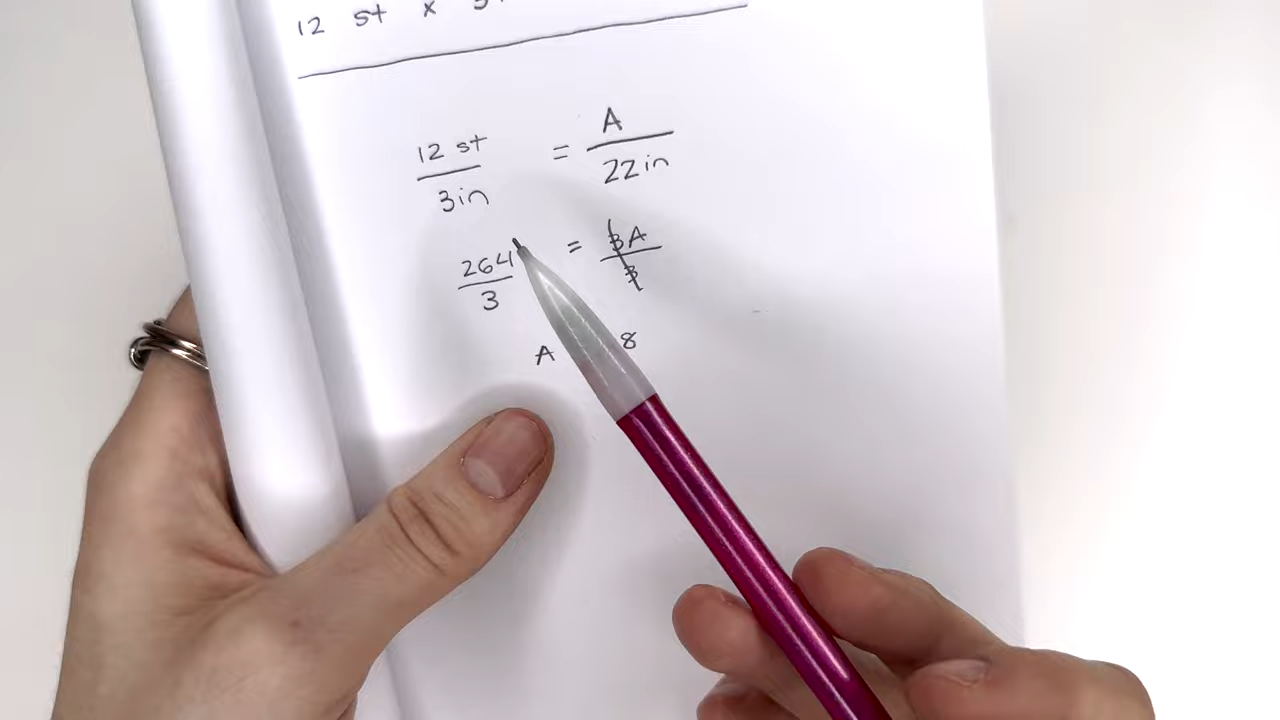 12 st x
12 st = A
3in 22in
264 = 3A
3 3
A 8